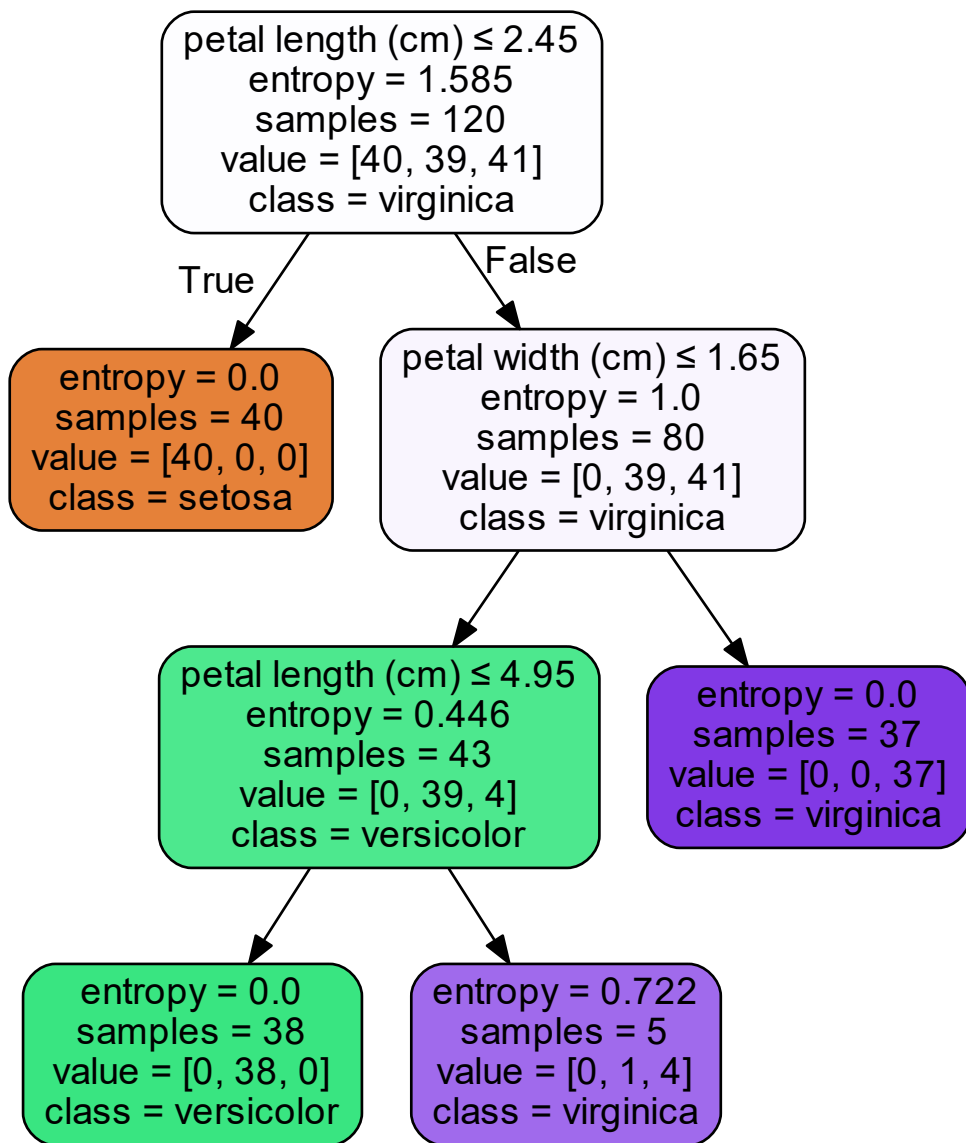 petal length (cm) ≤ 2.45
entropy = 1.585
samples = 120
value = [40, 39, 41]
class = virginica
True
False
entropy = 0.0
samples = 40
value = [40, 0, 0]
class = setosa
petal width (cm) ≤ 1.65
entropy = 1.0
samples = 80
value = [0, 39, 41]
class = virginica
petal length (cm) ≤ 4.95
entropy = 0.446
samples = 43
value = [0, 39, 4]
class = versicolor
entropy = 0.0
samples = 37
value = [0, 0, 37]
class = virginica
entropy = 0.0
samples = 38
value = [0, 38, 0]
class = versicolor
entropy = 0.722
samples = 5
value = [0, 1, 4]
class = virginica